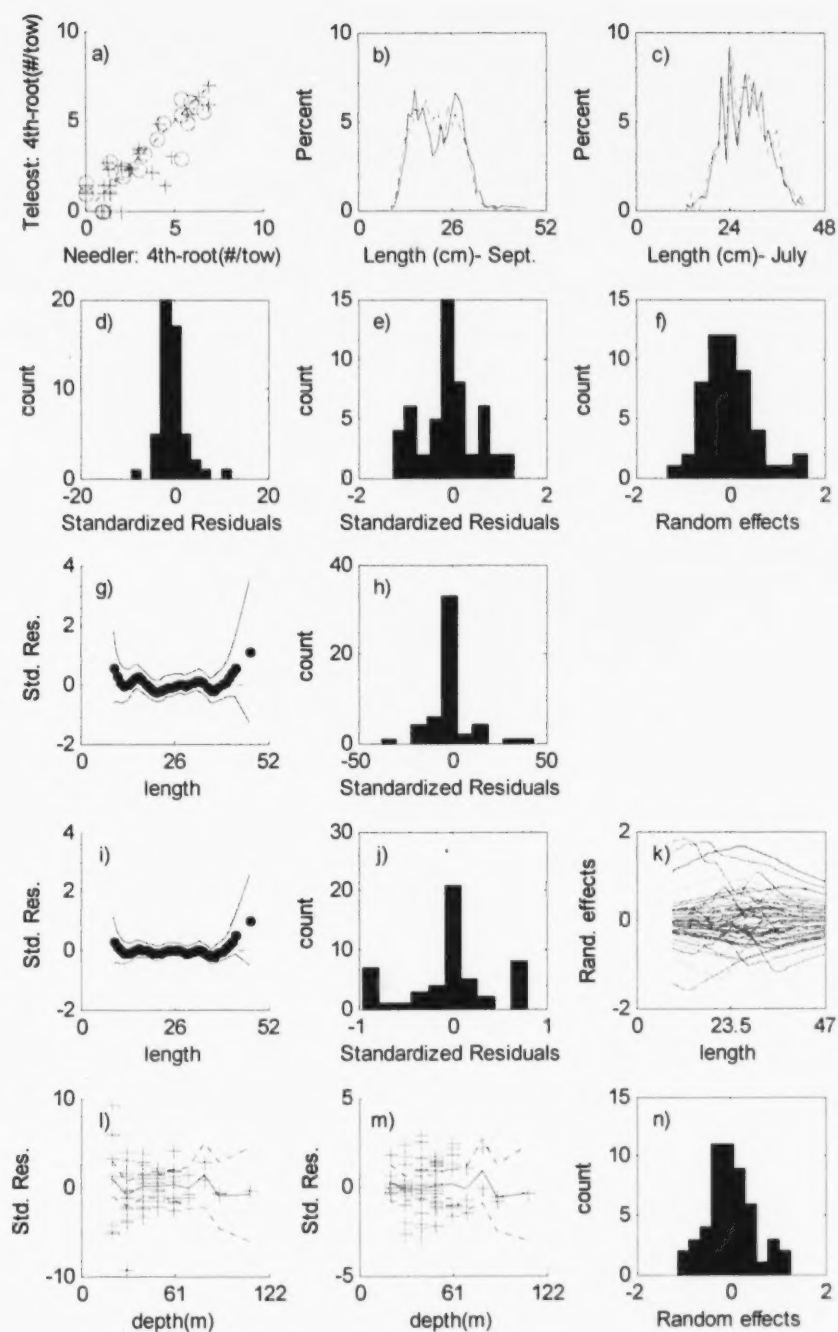 a)
Teleost: 4th-root(#/tow)
10
5
0
0 5 10
Needler: 4th-root(#/tow)
b)
Percent
10
5
0
0 26 52
Length (cm)- Sept.
c)
Percent
10
5
0
0 24 48
Length (cm)- July
d)
count
20
10
0
-20 0 20
Standardized Residuals
e)
count
15
10
5
0
-2 0 2
Standardized Residuals
f)
count
15
10
5
0
-2 0 2
Random effects
g)
Std. Res.
4
2
0
-2
0 26 52
length
h)
count
40
20
0
-50 0 50
Standardized Residuals
i)
Std. Res.
4
2
0
-2
0 26 52
length
j)
count
30
20
10
0
-1 0 1
Standardized Residuals
k)
Rand. effects
2
0
-2
0 23.5 47
length
l)
Std. Res.
10
0
-10
0 61 122
depth(m)
m)
Std. Res.
5
0
-5
0 61 122
depth(m)
n)
count
15
10
5
0
-2 0 2
Random effects